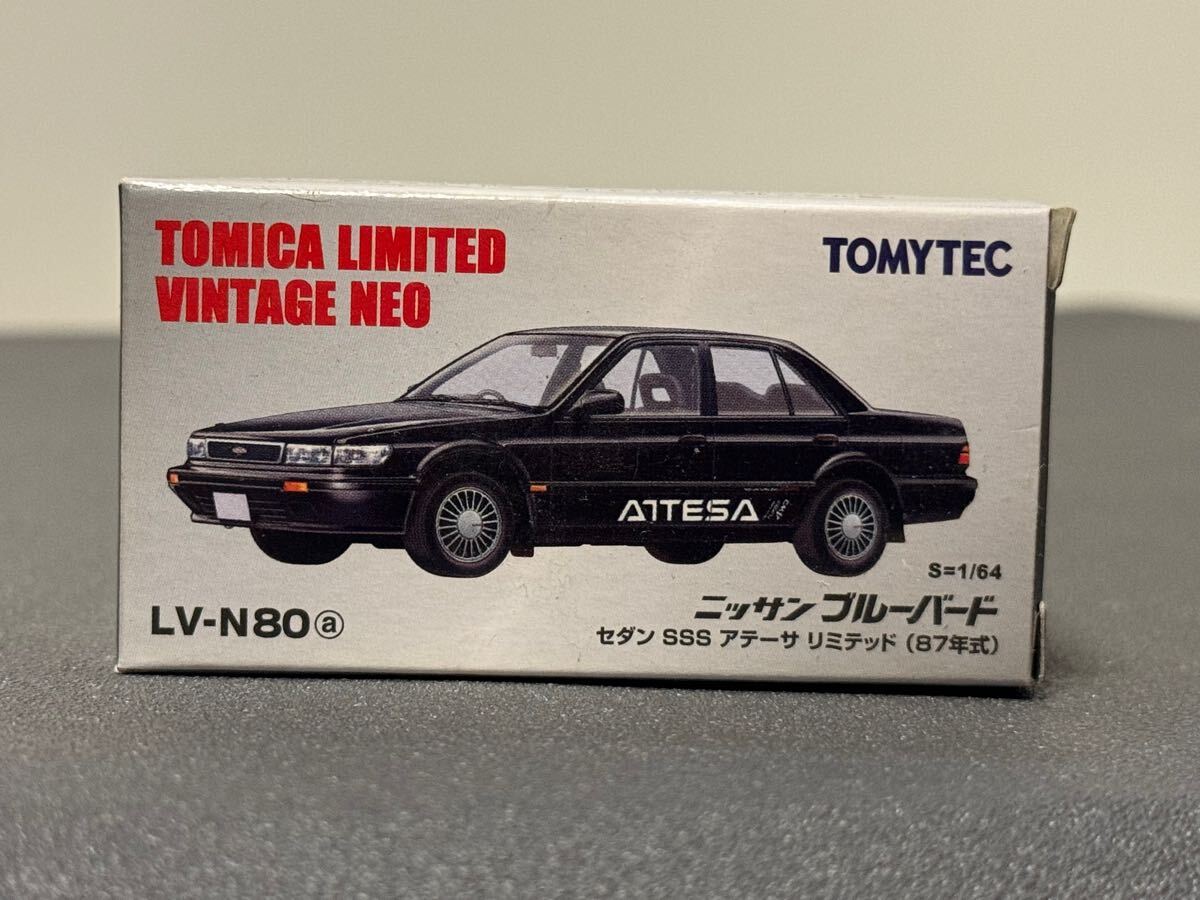 TOMICA LIMITED
VINTAGE NEO
TOMYTEC
ATTESA 4WD
S=1/64
LV-N80ⓐ
ニッサン ブルーバード
セダン SSS アテーサ リミテッド (87年式)